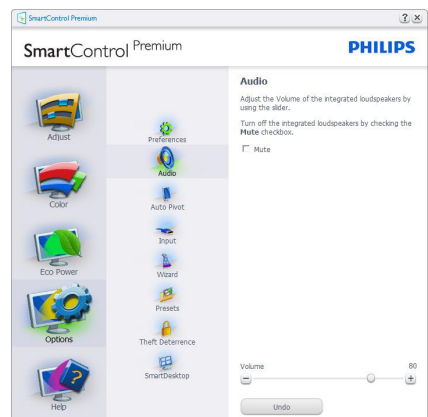 SmartControl Premium
SmartControl Premium
PHILIPS
Adjust
Color
Eco Power
Options
Help
Preferences
Audio
Auto Pivot
Input
Wizard
Presets
Theft Deterrence
SmartDesktop
Audio
Adjust the Volume of the integrated loudspeakers by
using the slider.
Turn off the integrated loudspeakers by checking the
Mute checkbox.
Mute
Volume 80
Undo